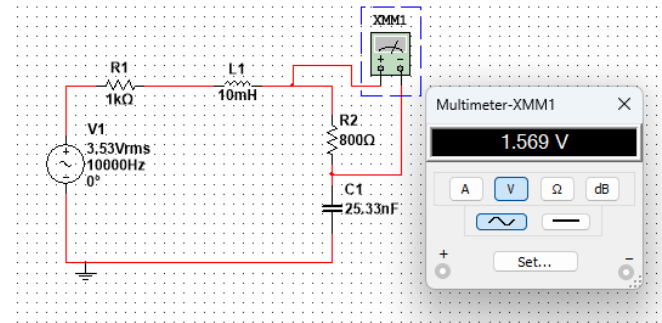 XMM1
R1
1kΩ
L1
10mH
R2
800Ω
V1
3.53Vrms
10000Hz
0°
C1
25.33nF
Multimeter-XMM1
1.569 V
A V Ω dB
+ Set... −